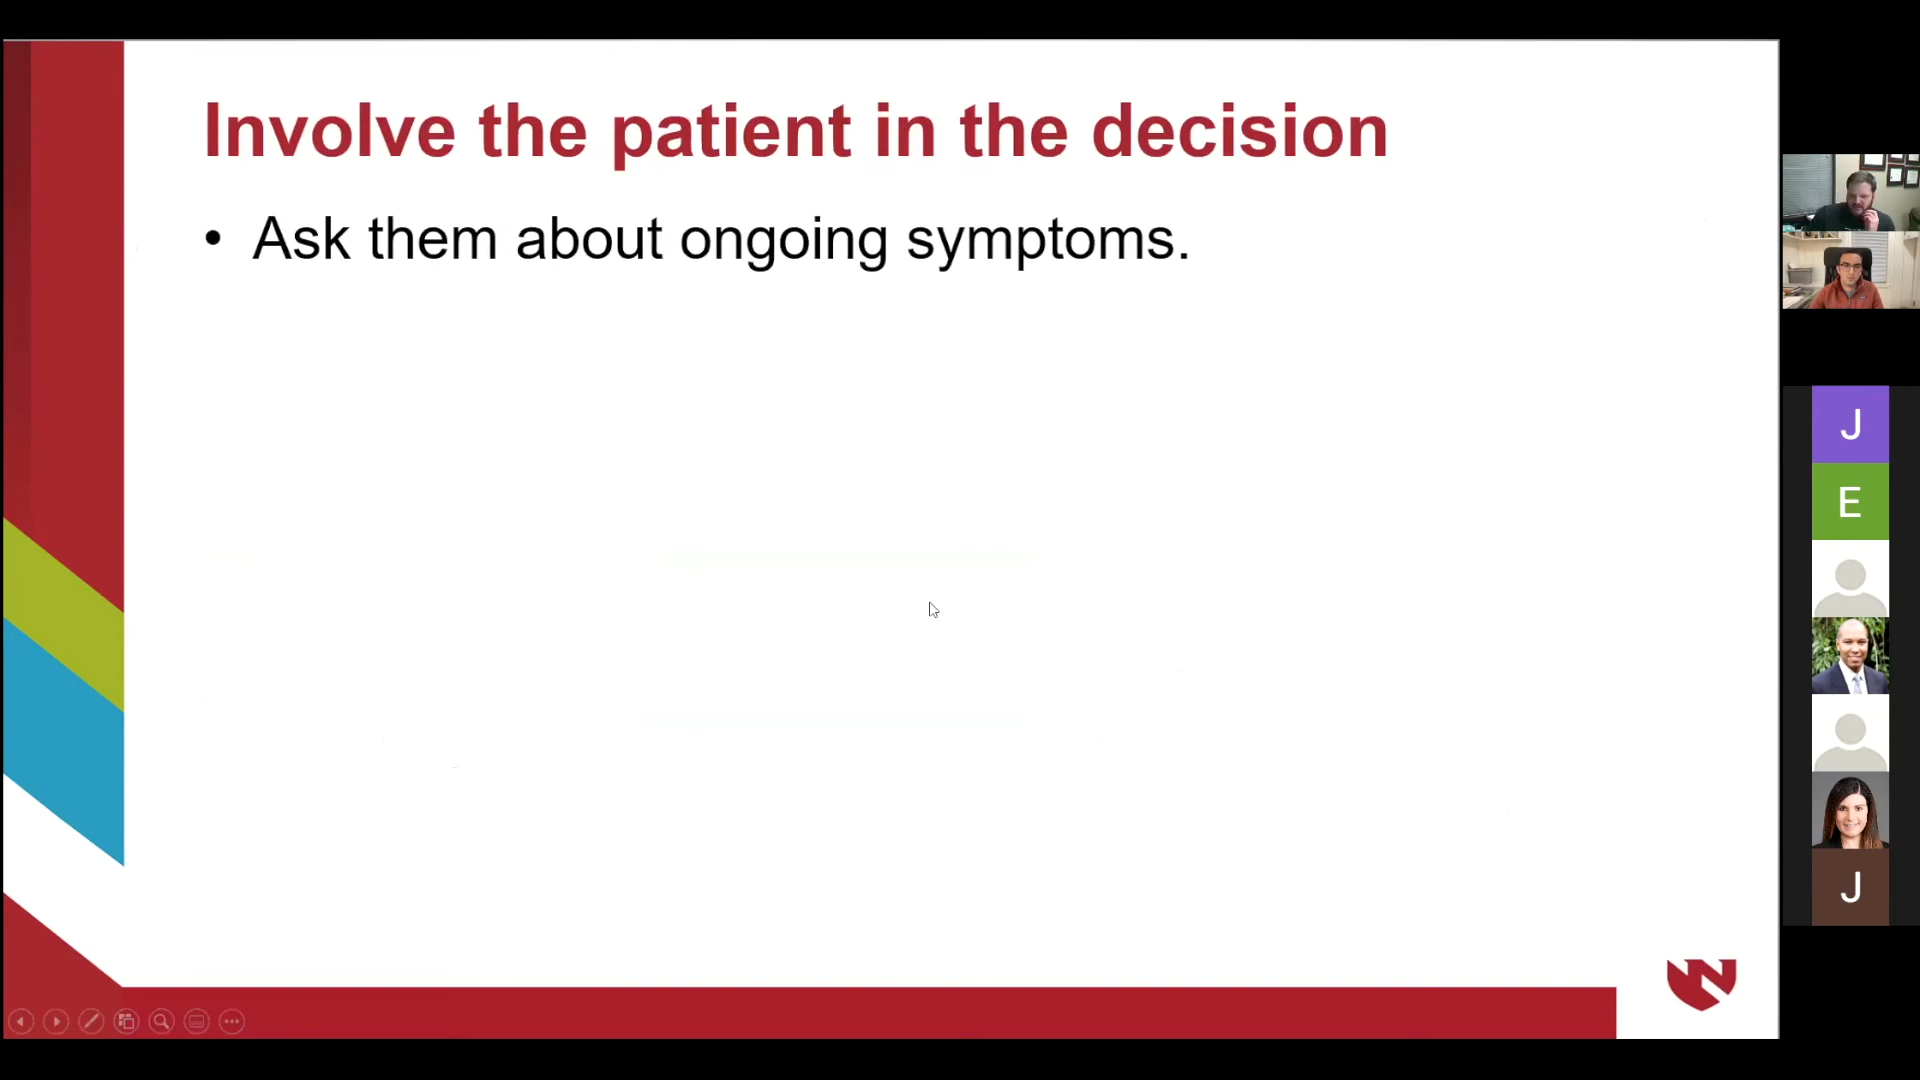 Involve the patient in the decision
• Ask them about ongoing symptoms.
J
E
J